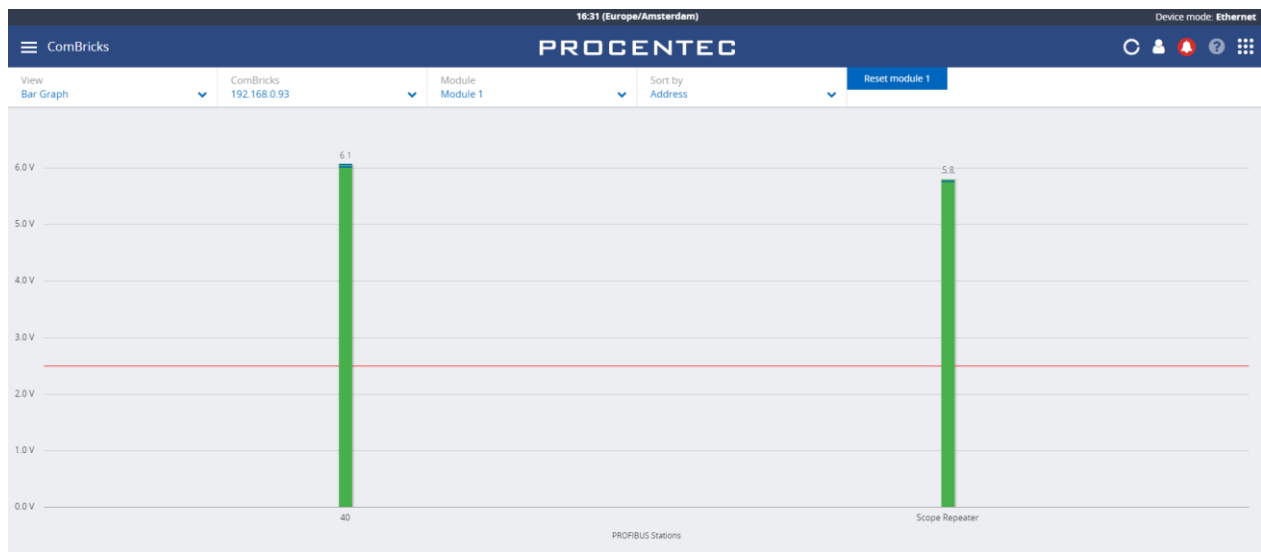 16:31 (Europe/Amsterdam)
Device mode: Ethernet
ComBricks
PROCENTEC
View
Bar Graph
ComBricks
192.168.0.93
Module
Module 1
Sort by
Address
Reset module 1
6.1
5.8
6.0 V
5.0 V
4.0 V
3.0 V
2.0 V
1.0 V
0.0 V
40
Scope Repeater
PROFIBUS Stations